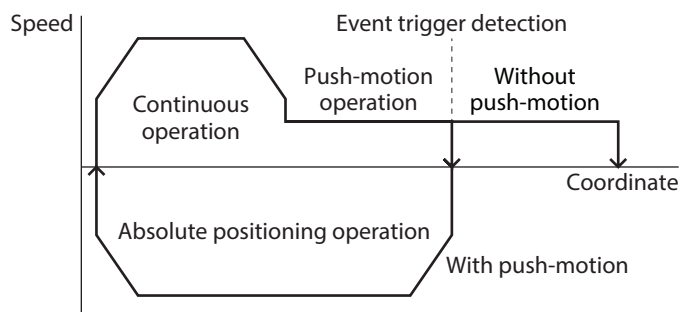 Speed
Event trigger detection
Push-motion
operation
Without
push-motion
Continuous
operation
Coordinate
Absolute positioning operation
With push-motion